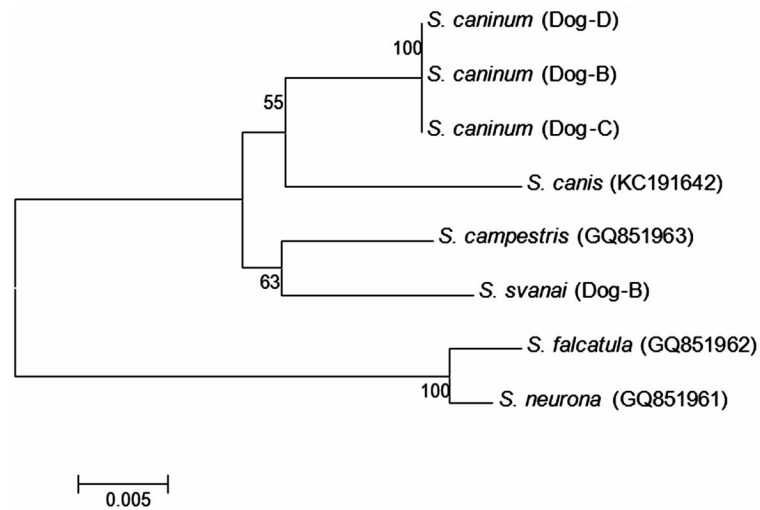 S. caninum (Dog-D)
100
S. caninum (Dog-B)
55
S. caninum (Dog-C)
S. canis (KC191642)
S. campestris (GQ851963)
63
S. svanai (Dog-B)
S. falcatula (GQ851962)
100
S. neurona (GQ851961)
0.005